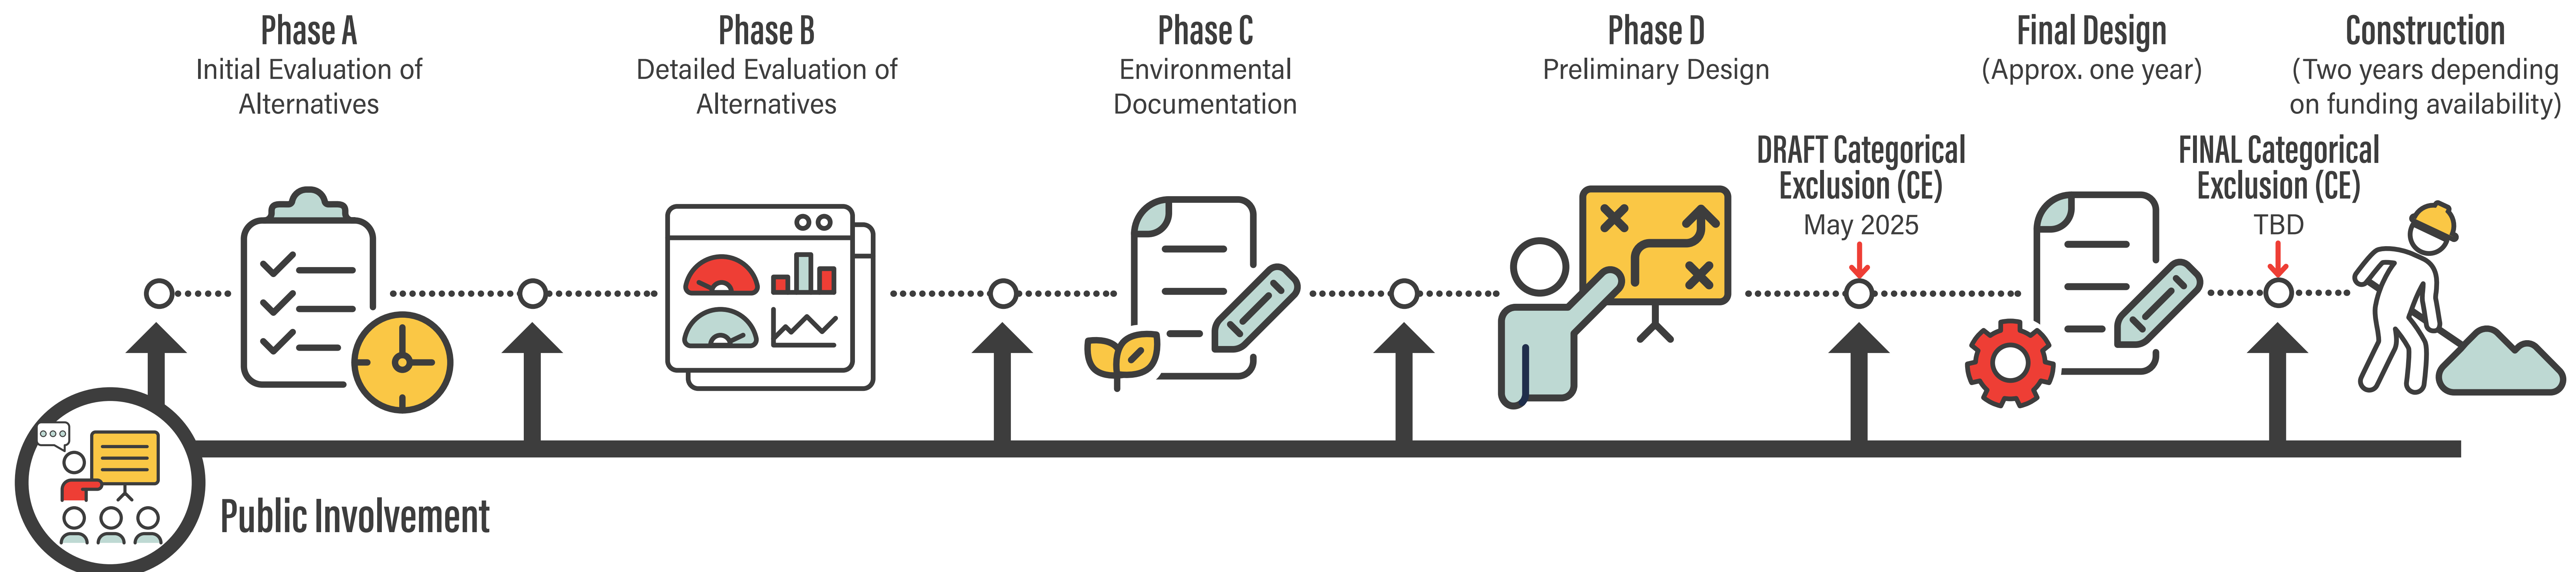 Phase A
Initial Evaluation of
Alternatives
Phase B
Detailed Evaluation of
Alternatives
Phase C
Environmental
Documentation
Phase D
Preliminary Design
Final Design
(Approx. one year)
Construction
(Two years depending
on funding availability)
DRAFT Categorical
Exclusion (CE)
May 2025
FINAL Categorical
Exclusion (CE)
TBD
Public Involvement